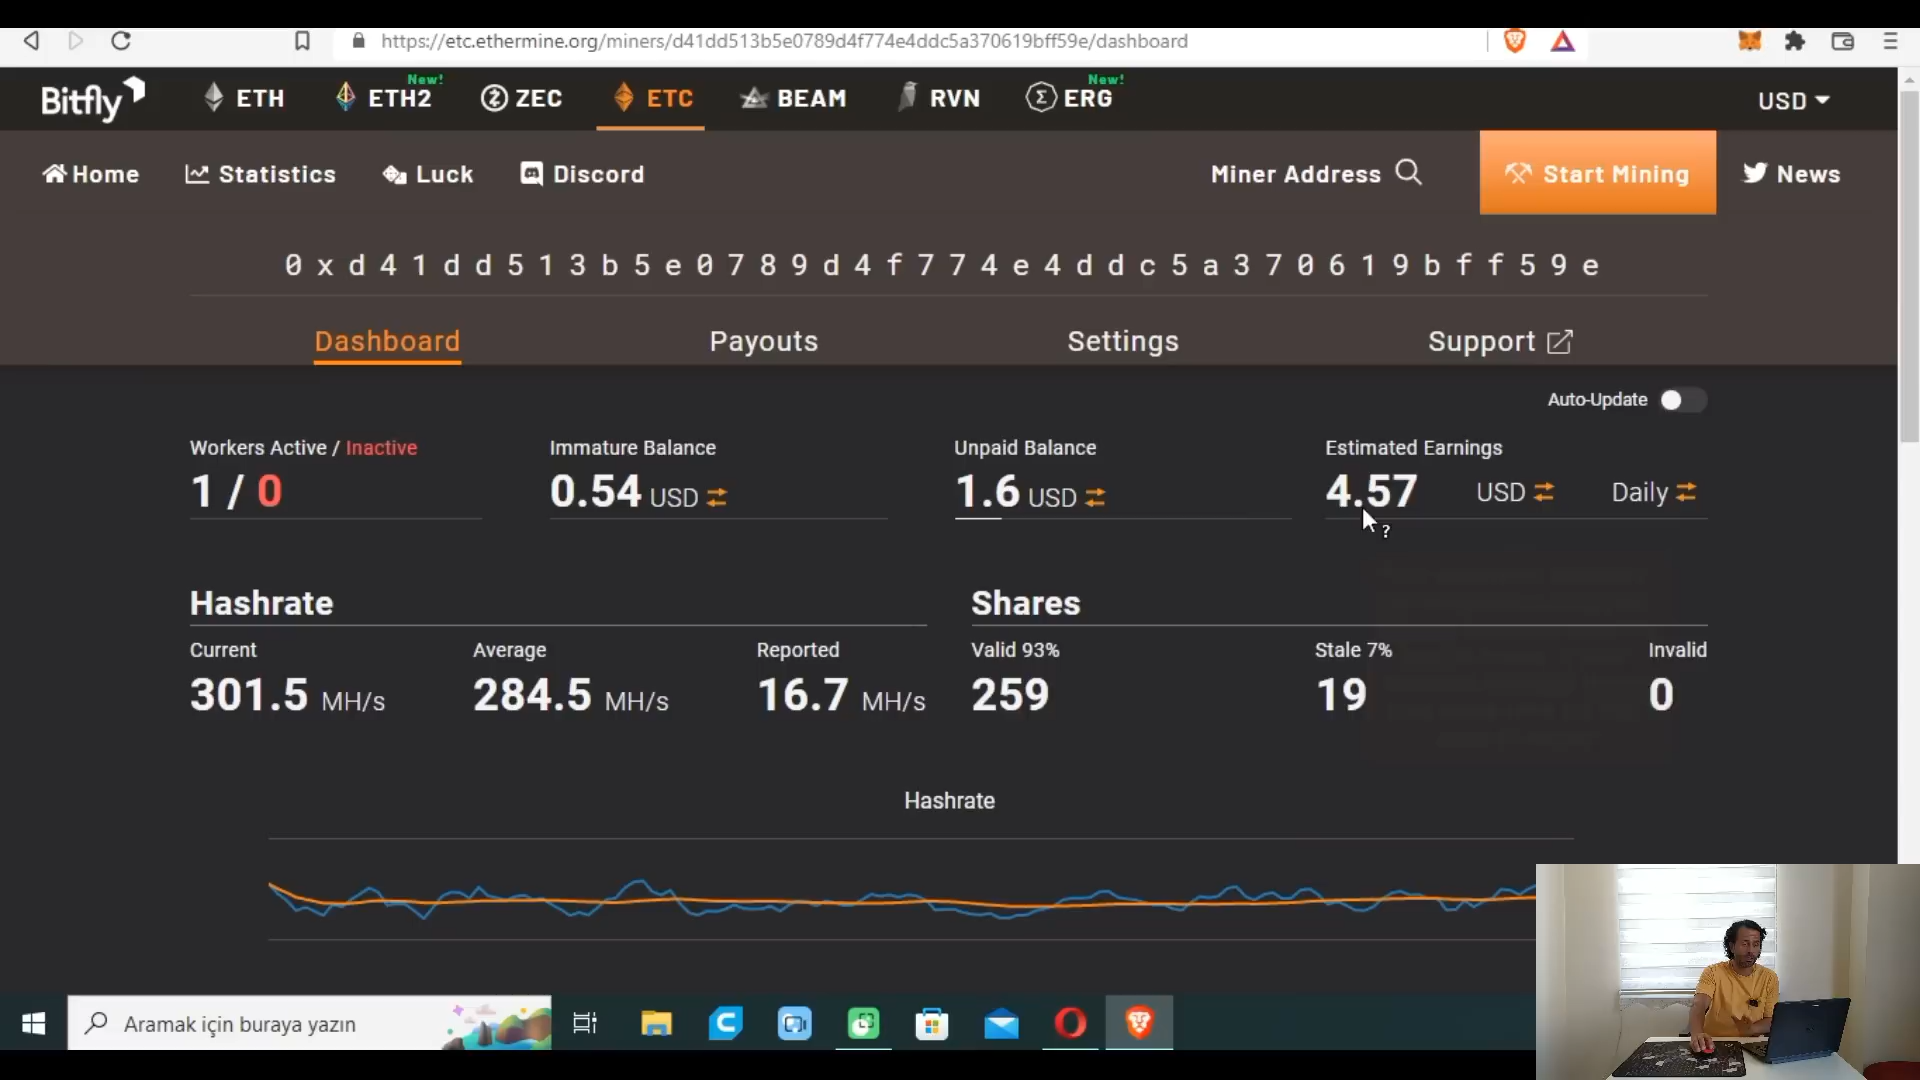 https://etc.ethermine.org/miners/d41dd513b5e0789d4f774e4ddc5a370619bff59e/dashboard
Bitfly ETH ETH2 New! ZEC ETC BEAM RVN ERG New! USD
Home Statistics Luck Discord Miner Address Start Mining News
0xd41dd513b5e0789d4f774e4ddc5a370619bff59e
Dashboard Payouts Settings Support
Auto-Update
Workers Active / Inactive Immature Balance Unpaid Balance Estimated Earnings
1 / 0 0.54 USD 1.6 USD 4.57 USD Daily
Hashrate Shares
Current Average Reported Valid 93% Stale 7% Invalid
301.5 MH/s 284.5 MH/s 16.7 MH/s 259 19 0
Hashrate
Aramak için buraya yazın